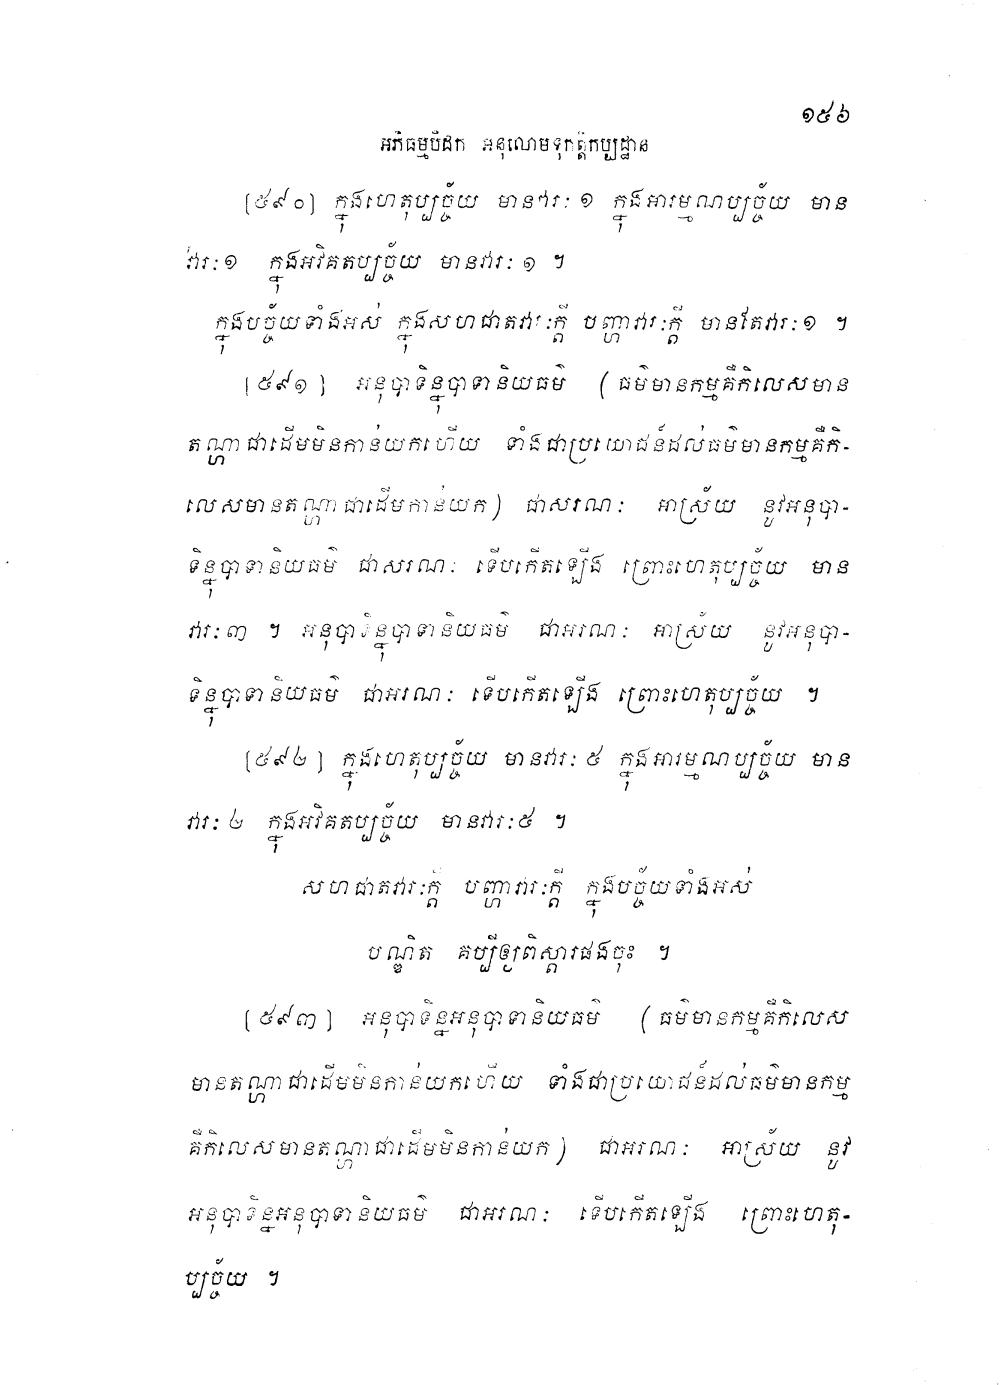 ១៥៦
អភិធម្មបិដក អនុលោមទុកត្តិកប្បដ្ឋាន
[៥៩០] ក្នុងហេតុប្បច្ច័យ មានវារៈ ១ ក្នុងអារម្មណប្បច្ច័យ មាន
វារៈ ១ ក្នុងអវិគតប្បច្ច័យ មានវារៈ ១ ។
ក្នុងបច្ច័យទាំងអស់ ក្នុងសហជាតវារៈក្តី បញ្ហាវារៈក្តី មានតែវារៈ ១ ។
[៥៩១] អនុបាទិន្នុបាទានិយធម៌ (ធម៌មានកម្មគឺកិលេសមាន
តណ្ហាជាដើមមិនកាន់យកហើយ ទាំងជាប្រយោជន៍ដល់ធម៌មានកម្មគឺកិ-
លេសមានតណ្ហាជាដើមកាន់យក) ជាសរណៈ អាស្រ័យ នូវអនុបា-
ទិន្នុបាទានិយធម៌ ជាសរណៈ ទើបកើតឡើង ព្រោះហេតុប្បច្ច័យ មាន
វារៈ ៣ ។ អនុបាទិន្នុបាទានិយធម៌ ជាអរណៈ អាស្រ័យ នូវអនុបា-
ទិន្នុបាទានិយធម៌ ជាអរណៈ ទើបកើតឡើង ព្រោះហេតុប្បច្ច័យ ។
[៥៩២] ក្នុងហេតុប្បច្ច័យ មានវារៈ ៥ ក្នុងអារម្មណប្បច្ច័យ មាន
វារៈ ២ ក្នុងអវិគតប្បច្ច័យ មានវារៈ ៥ ។
សហជាតវារៈក្តី បញ្ហាវារៈក្តី ក្នុងបច្ច័យទាំងអស់
បណ្ឌិត គប្បីឲ្យពិស្តារផងចុះ ។
[៥៩៣] អនុបាទិន្នអនុបាទានិយធម៌ (ធម៌មានកម្មគឺកិលេស
មានតណ្ហាជាដើមមិនកាន់យកហើយ ទាំងជាប្រយោជន៍ដល់ធម៌មានកម្ម
គឺកិលេសមានតណ្ហាជាដើមមិនកាន់យក) ជាអរណៈ អាស្រ័យ នូវ
អនុបាទិន្នអនុបាទានិយធម៌ ជាអរណៈ ទើបកើតឡើង ព្រោះហេតុ-
ប្បច្ច័យ ។